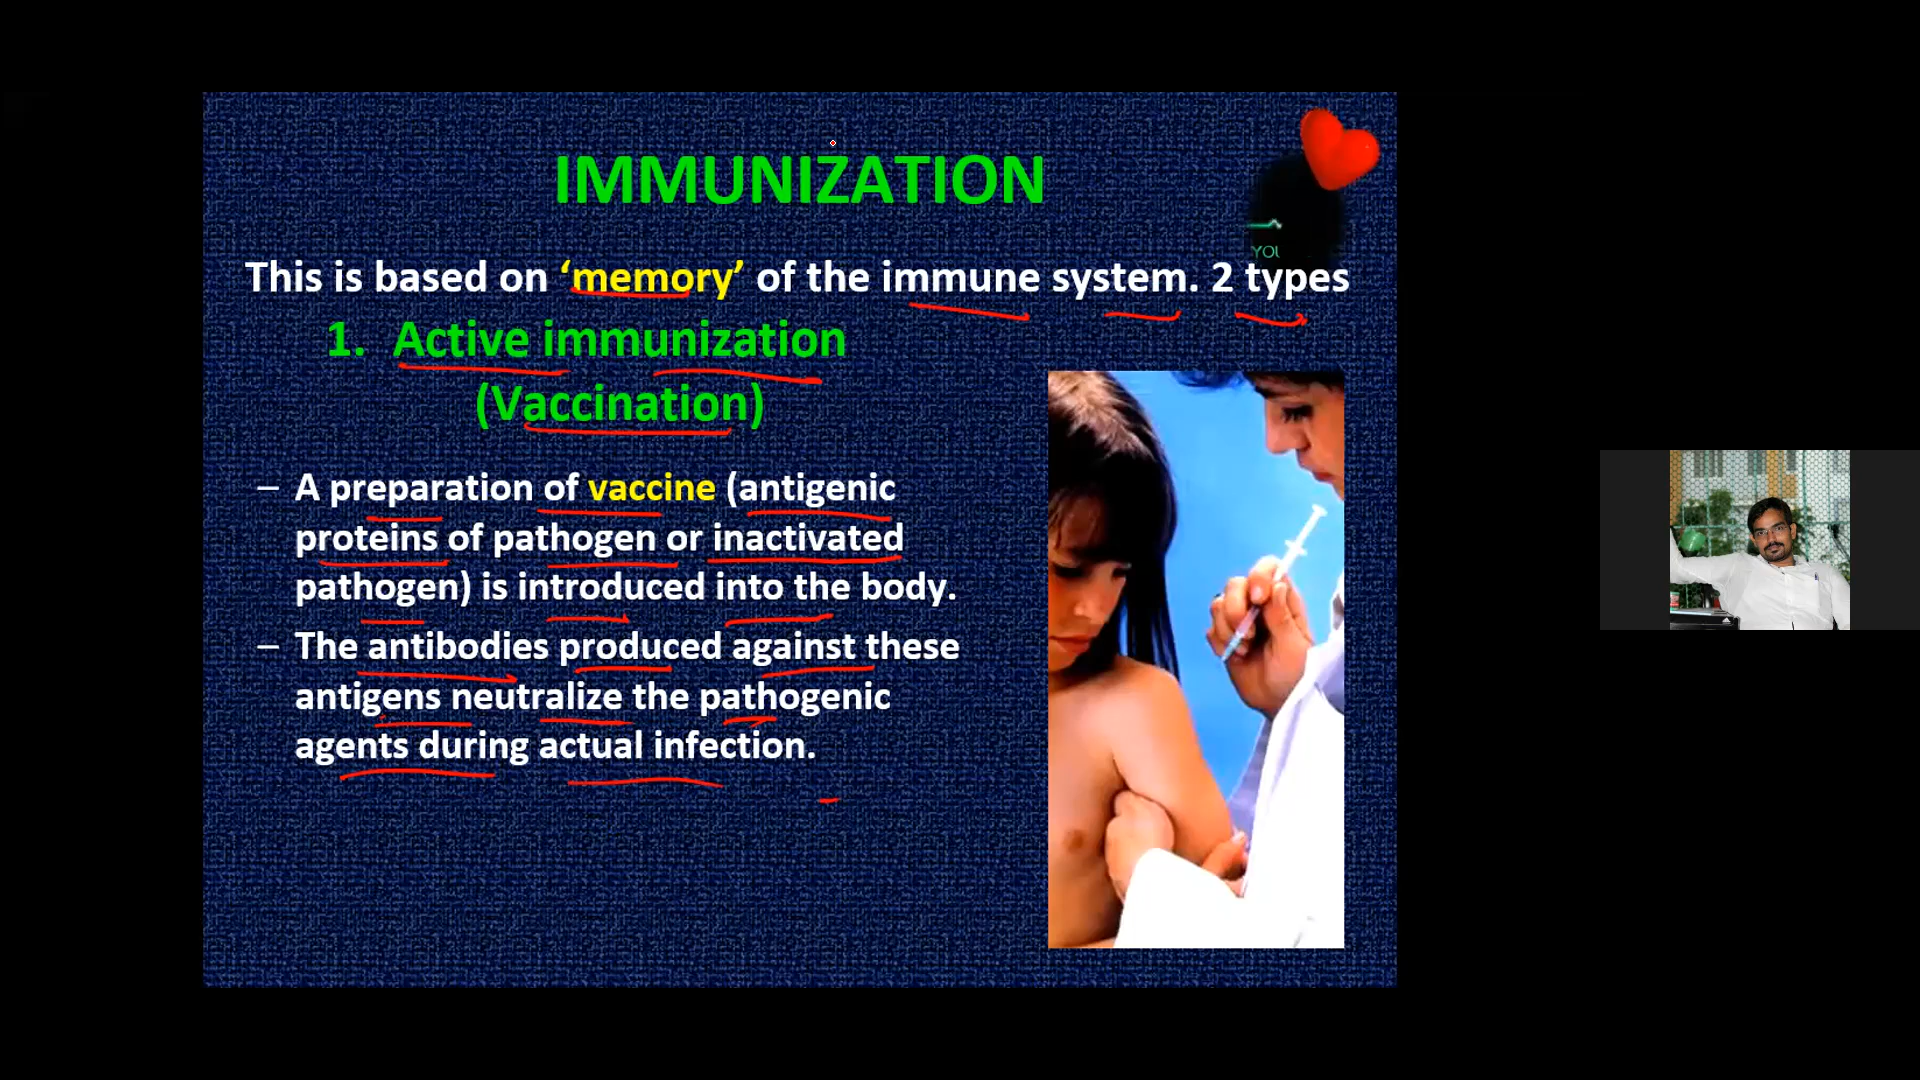 IMMUNIZATION
YOU
This is based on ‘memory’ of the immune system. 2 types
1. Active immunization
(Vaccination)
– A preparation of vaccine (antigenic
proteins of pathogen or inactivated
pathogen) is introduced into the body.
– The antibodies produced against these
antigens neutralize the pathogenic
agents during actual infection.